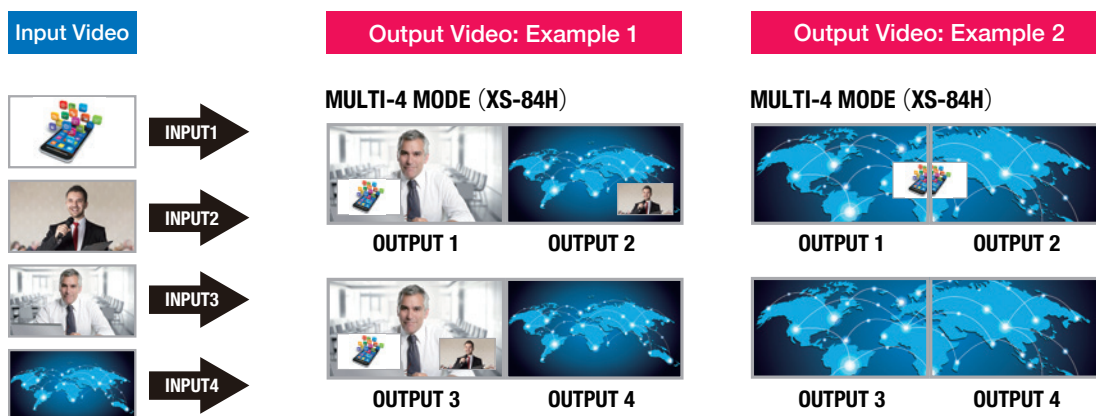 Input Video
Output Video: Example 1
Output Video: Example 2
MULTI-4 MODE（XS-84H）
MULTI-4 MODE（XS-84H）
INPUT1
INPUT2
INPUT3
INPUT4
OUTPUT 1
OUTPUT 2
OUTPUT 3
OUTPUT 4
OUTPUT 1
OUTPUT 2
OUTPUT 3
OUTPUT 4